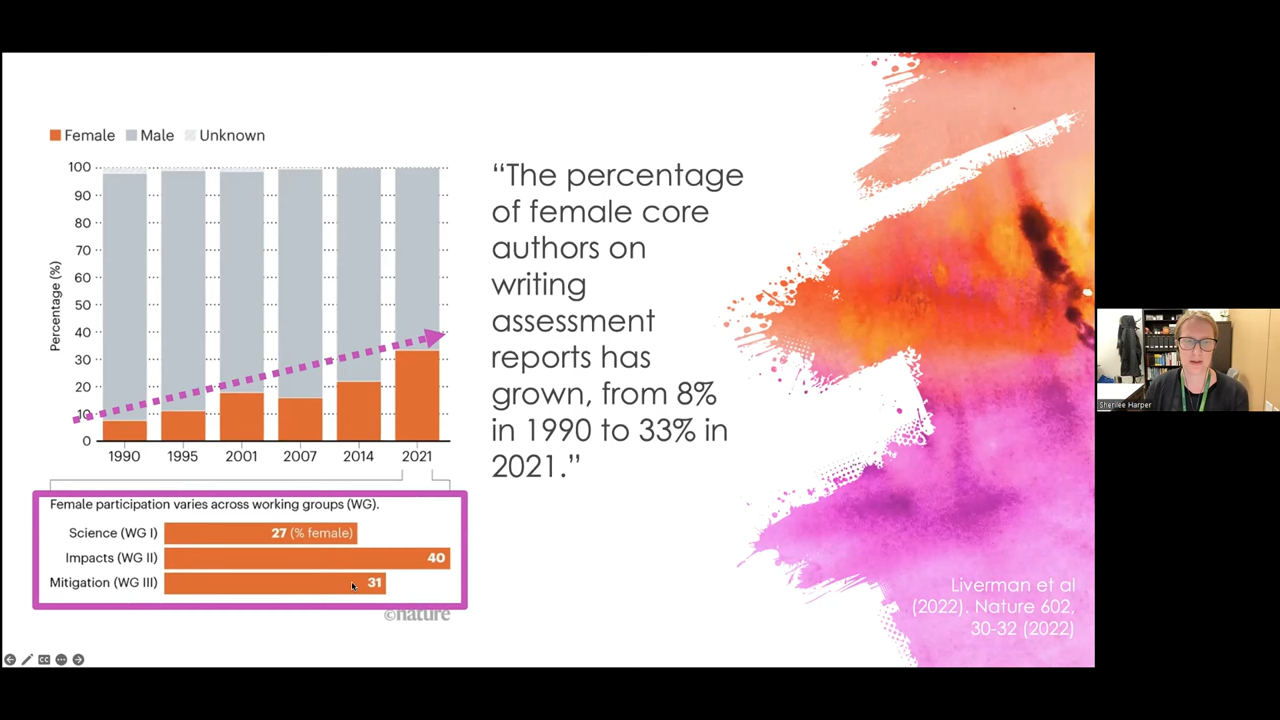 Female Male Unknown
100
90
80
70
60
50
40
30
20
10
0
Percentage (%)
1990 1995 2001 2007 2014 2021
Female participation varies across working groups (WG).
Science (WG I) 27 (% female)
Impacts (WG II) 40
Mitigation (WG III) 31
©nature
“The percentage
of female core
authors on
writing
assessment
reports has
grown, from 8%
in 1990 to 33% in
2021.”
Liverman et al
(2022). Nature 602,
30-32 (2022)
CC
Sherilee Harper